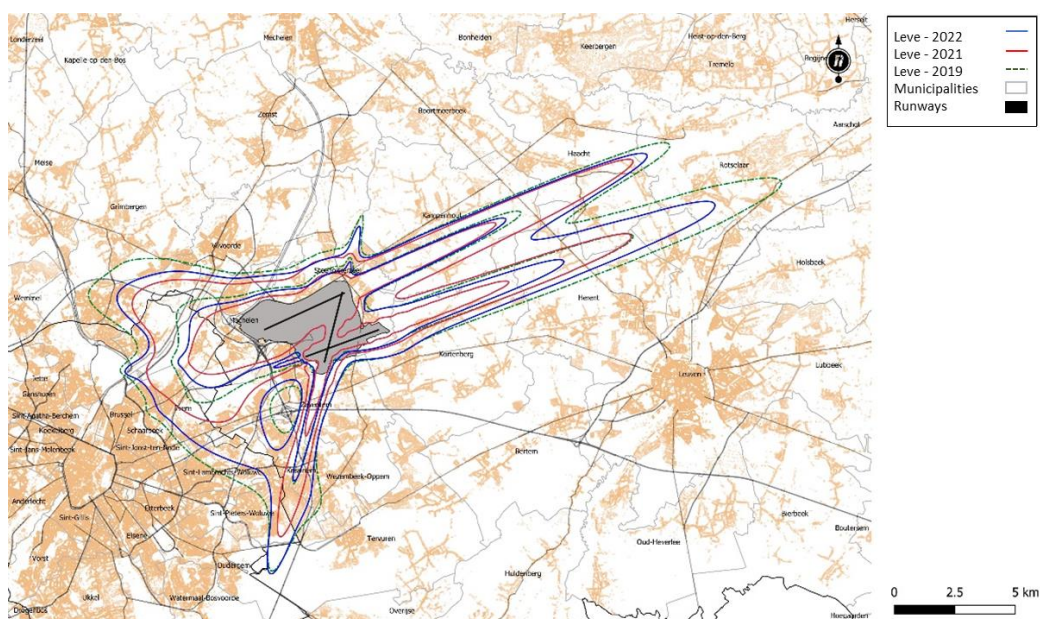 Londerzeel
Mechelen
Bonheiden
Heist-op-den-Berg
Keerbergen
Kapelle op den Bos
Tremelo
Boortmeerbeek
Zemst
Aarschot
Haacht
Meise
Rotselaar
Grimbergen
Kampenhout
Vilvoorde
Holsbeek
Wemmel
Herent
Machelen
Kortenberg
Lubbeek
Leuven
Ganshoren
Sint-Agatha-Berchem
Brussel
Evere
Koekelberg
Schaarbeek
Sint-Jans-Molenbeek
Sint-Joost-ten-Node
Bertem
Sint-Lambrechts-Woluwe
Wezembeek-Oppem
Anderlecht
Etterbeek
Sint-Pieters-Woluwe
Bierbeek
Sint-Gillis
Boutersem
Elsene
Tervuren
Oud-Heverlee
Vorst
Oudergem
Huldenberg
Ukkel
Watermaal-Bosvoorde
Overijse
Drogenbos
Hoegaarden
Leve - 2022
Leve - 2021
Leve - 2019
Municipalities
Runways
0 2.5 5 km